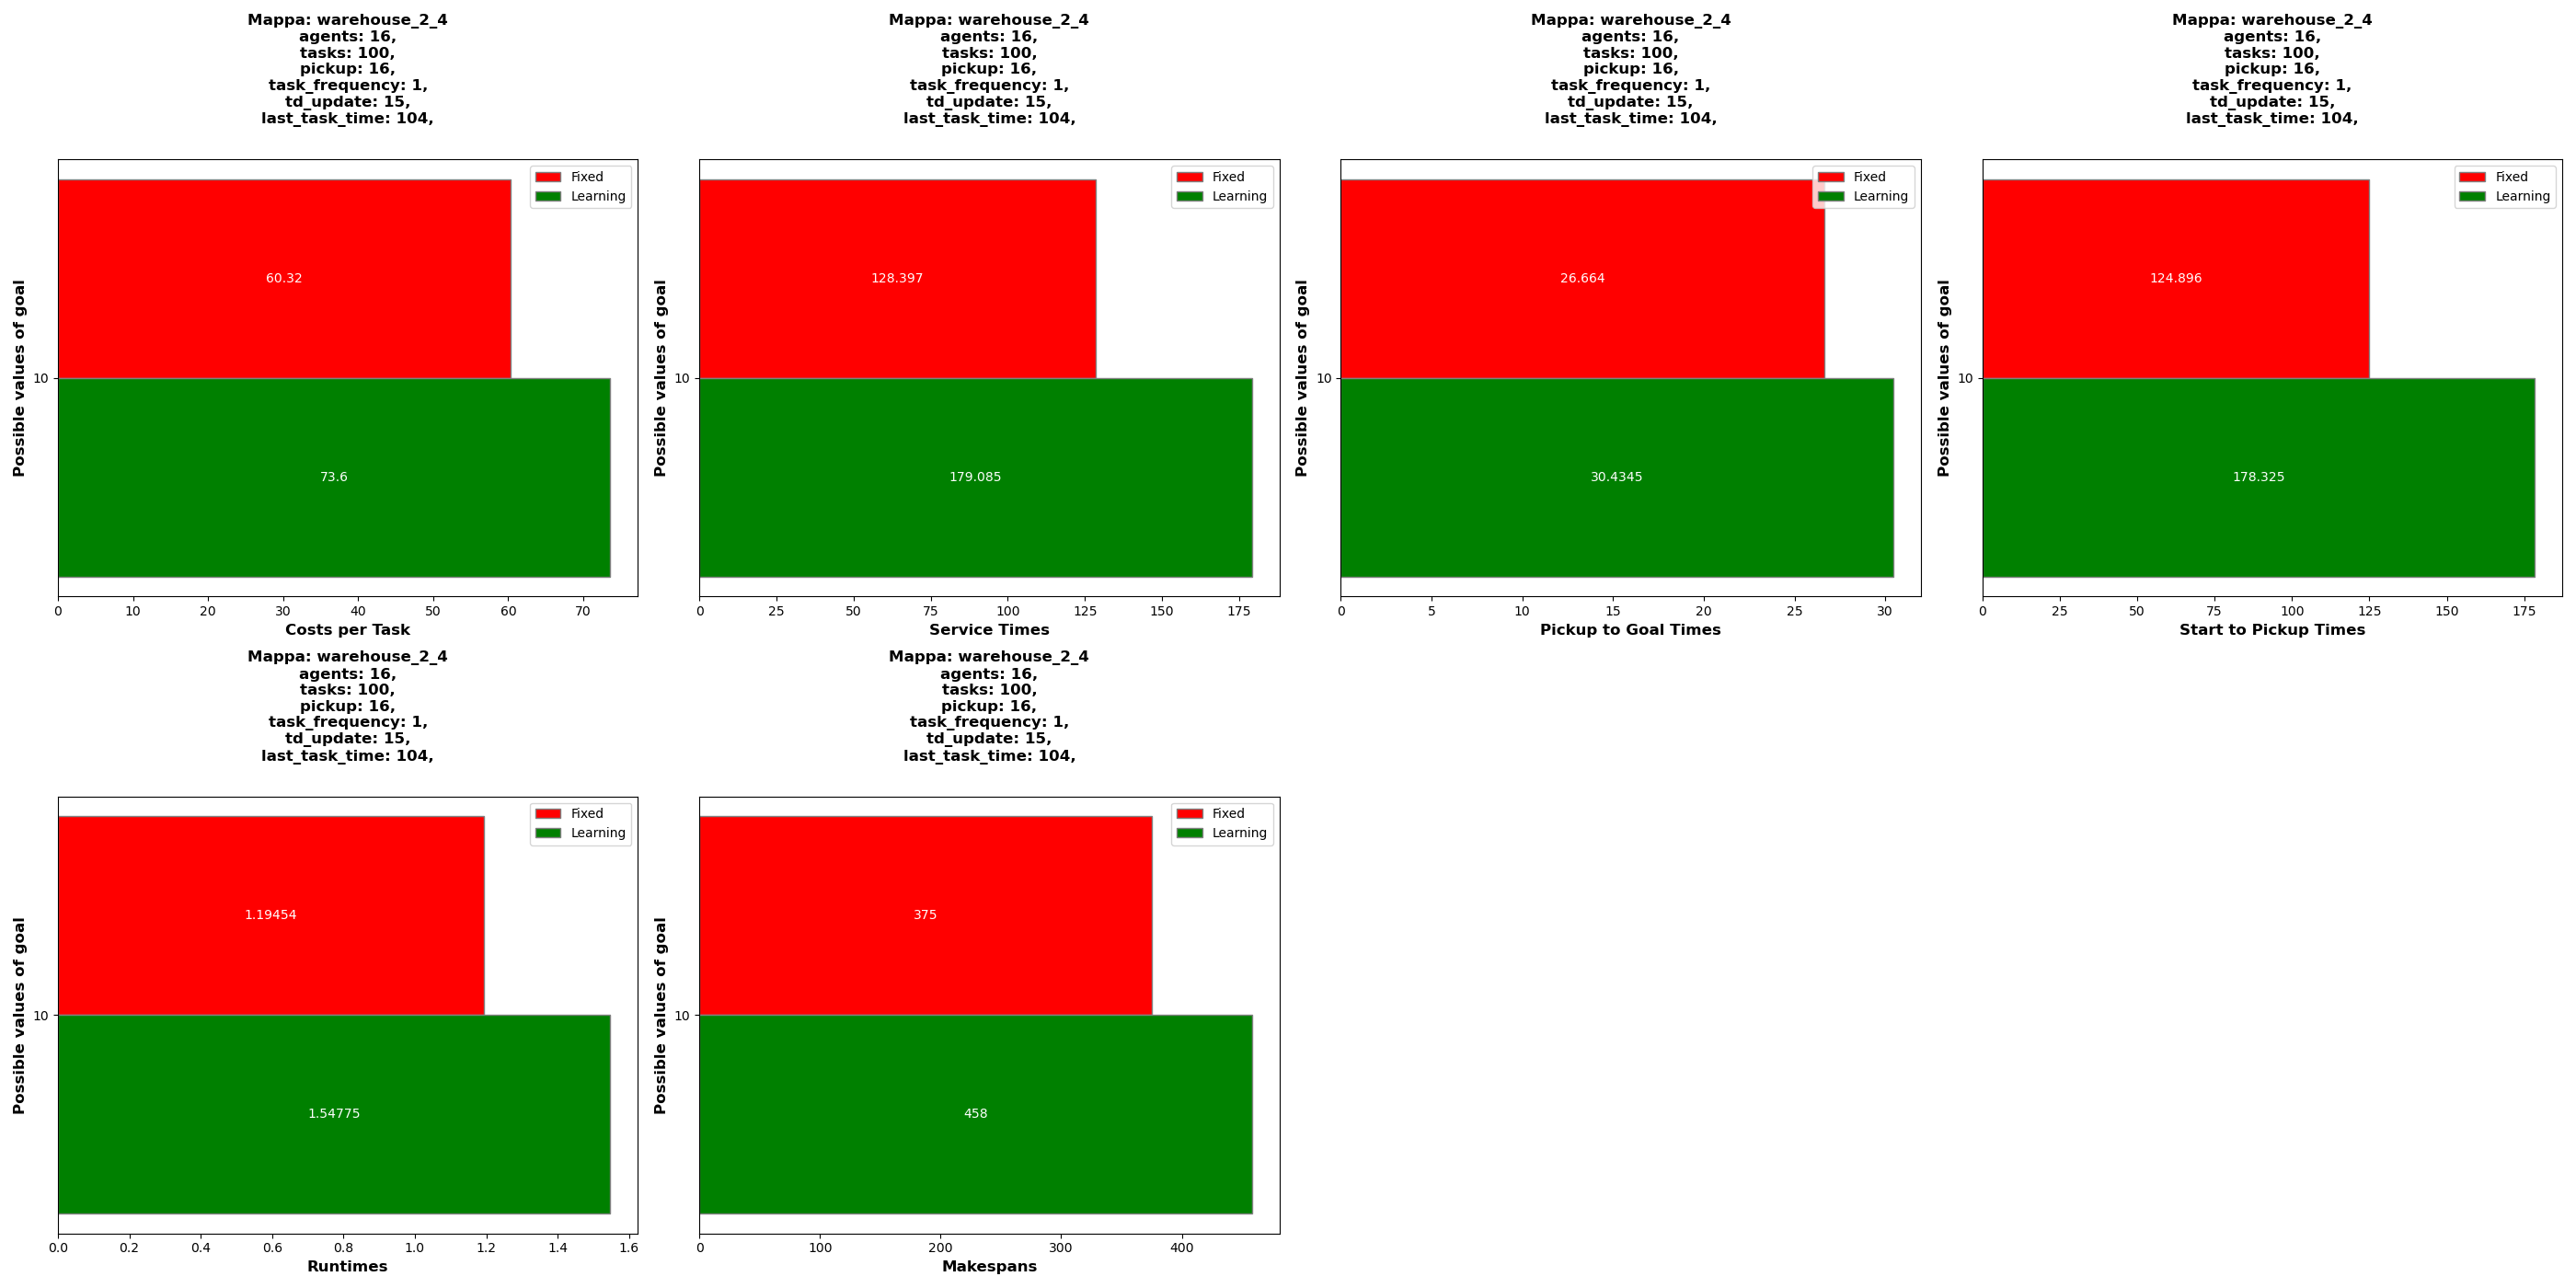 Mappa: warehouse_2_4
agents: 16,
tasks: 100,
pickup: 16,
task_frequency: 1,
td_update: 15,
last_task_time: 104,
Fixed
Learning
Possible values of goal
10
60.32
73.6
0 10 20 30 40 50 60 70
Costs per Task
Mappa: warehouse_2_4
agents: 16,
tasks: 100,
pickup: 16,
task_frequency: 1,
td_update: 15,
last_task_time: 104,
Fixed
Learning
Possible values of goal
10
128.397
179.085
0 25 50 75 100 125 150 175
Service Times
Mappa: warehouse_2_4
agents: 16,
tasks: 100,
pickup: 16,
task_frequency: 1,
td_update: 15,
last_task_time: 104,
Fixed
Learning
Possible values of goal
10
26.664
30.4345
0 5 10 15 20 25 30
Pickup to Goal Times
Mappa: warehouse_2_4
agents: 16,
tasks: 100,
pickup: 16,
task_frequency: 1,
td_update: 15,
last_task_time: 104,
Fixed
Learning
Possible values of goal
10
124.896
178.325
0 25 50 75 100 125 150 175
Start to Pickup Times
Mappa: warehouse_2_4
agents: 16,
tasks: 100,
pickup: 16,
task_frequency: 1,
td_update: 15,
last_task_time: 104,
Fixed
Learning
Possible values of goal
10
1.19454
1.54775
0.0 0.2 0.4 0.6 0.8 1.0 1.2 1.4 1.6
Runtimes
Mappa: warehouse_2_4
agents: 16,
tasks: 100,
pickup: 16,
task_frequency: 1,
td_update: 15,
last_task_time: 104,
Fixed
Learning
Possible values of goal
10
375
458
0 100 200 300 400
Makespans